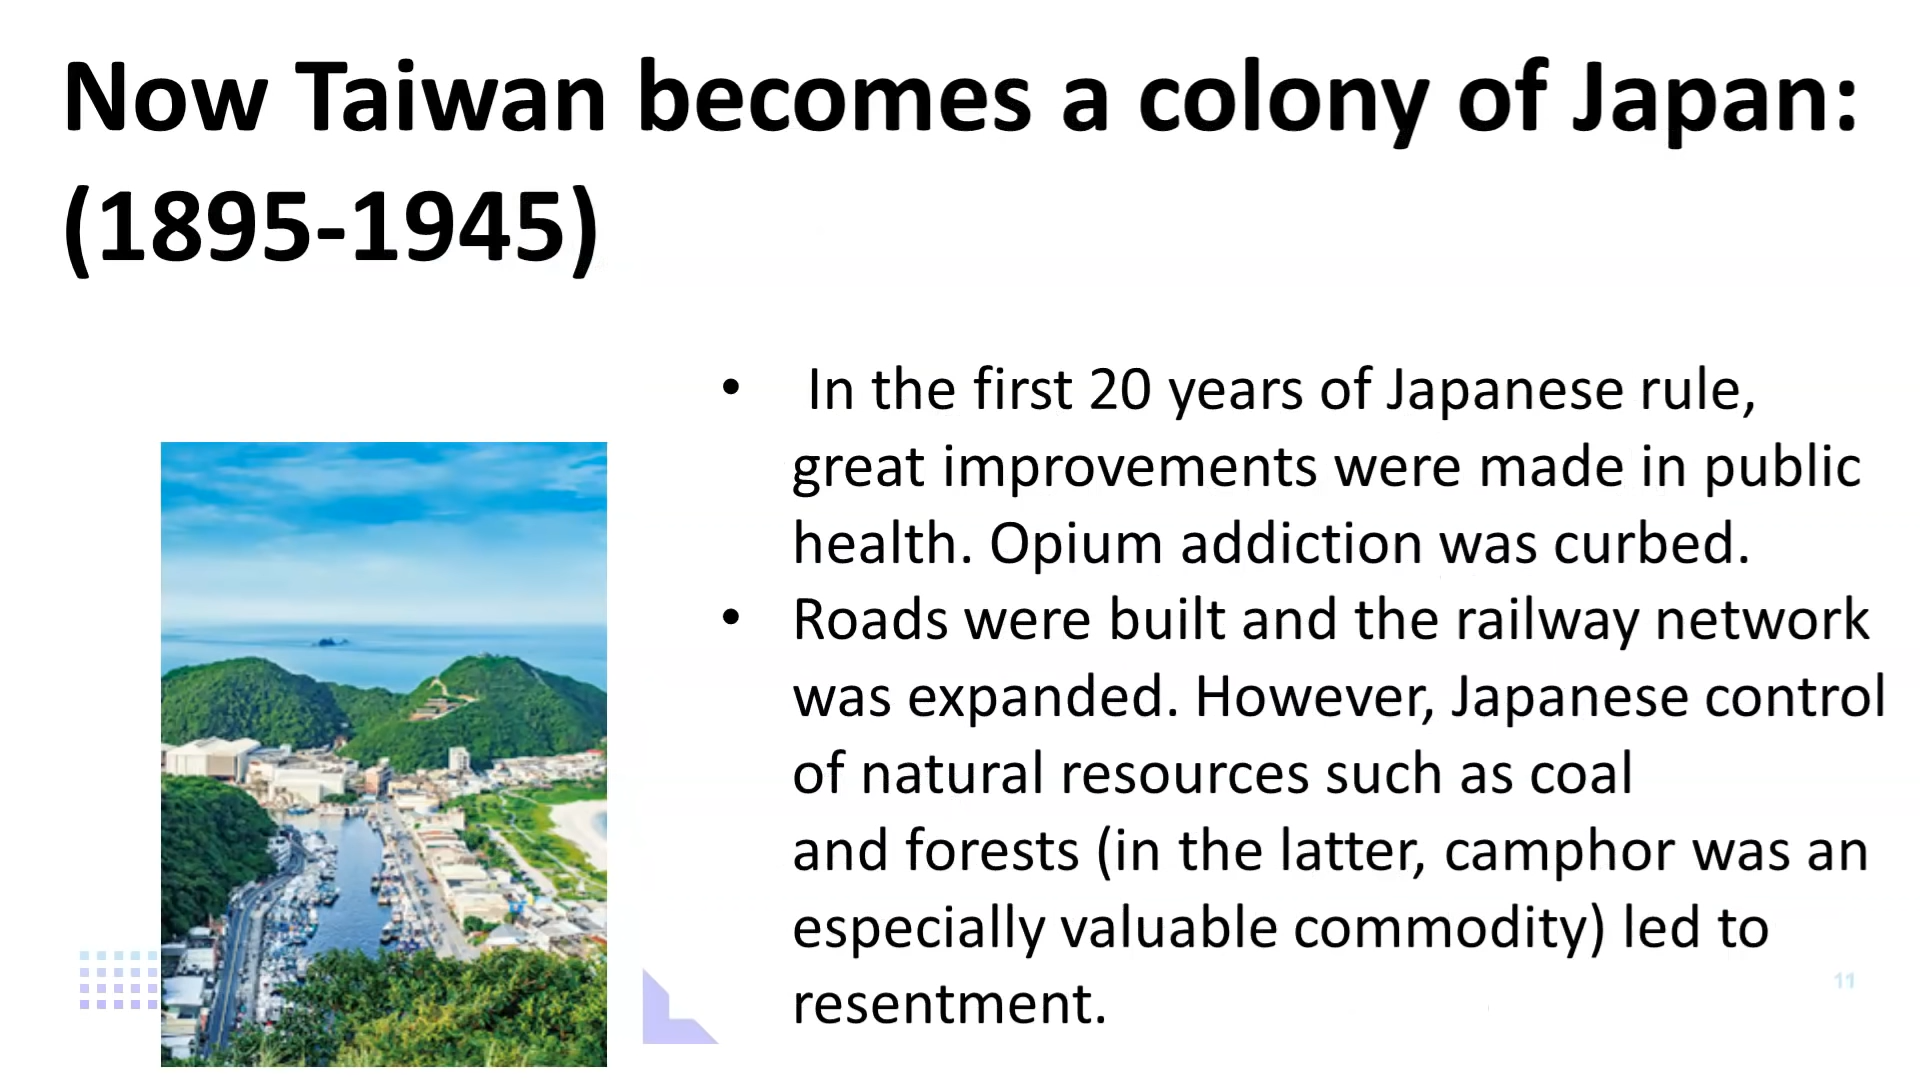 Now Taiwan becomes a colony of Japan:
(1895-1945)
• In the first 20 years of Japanese rule,
great improvements were made in public
health. Opium addiction was curbed.
• Roads were built and the railway network
was expanded. However, Japanese control
of natural resources such as coal
and forests (in the latter, camphor was an
especially valuable commodity) led to
resentment.
11